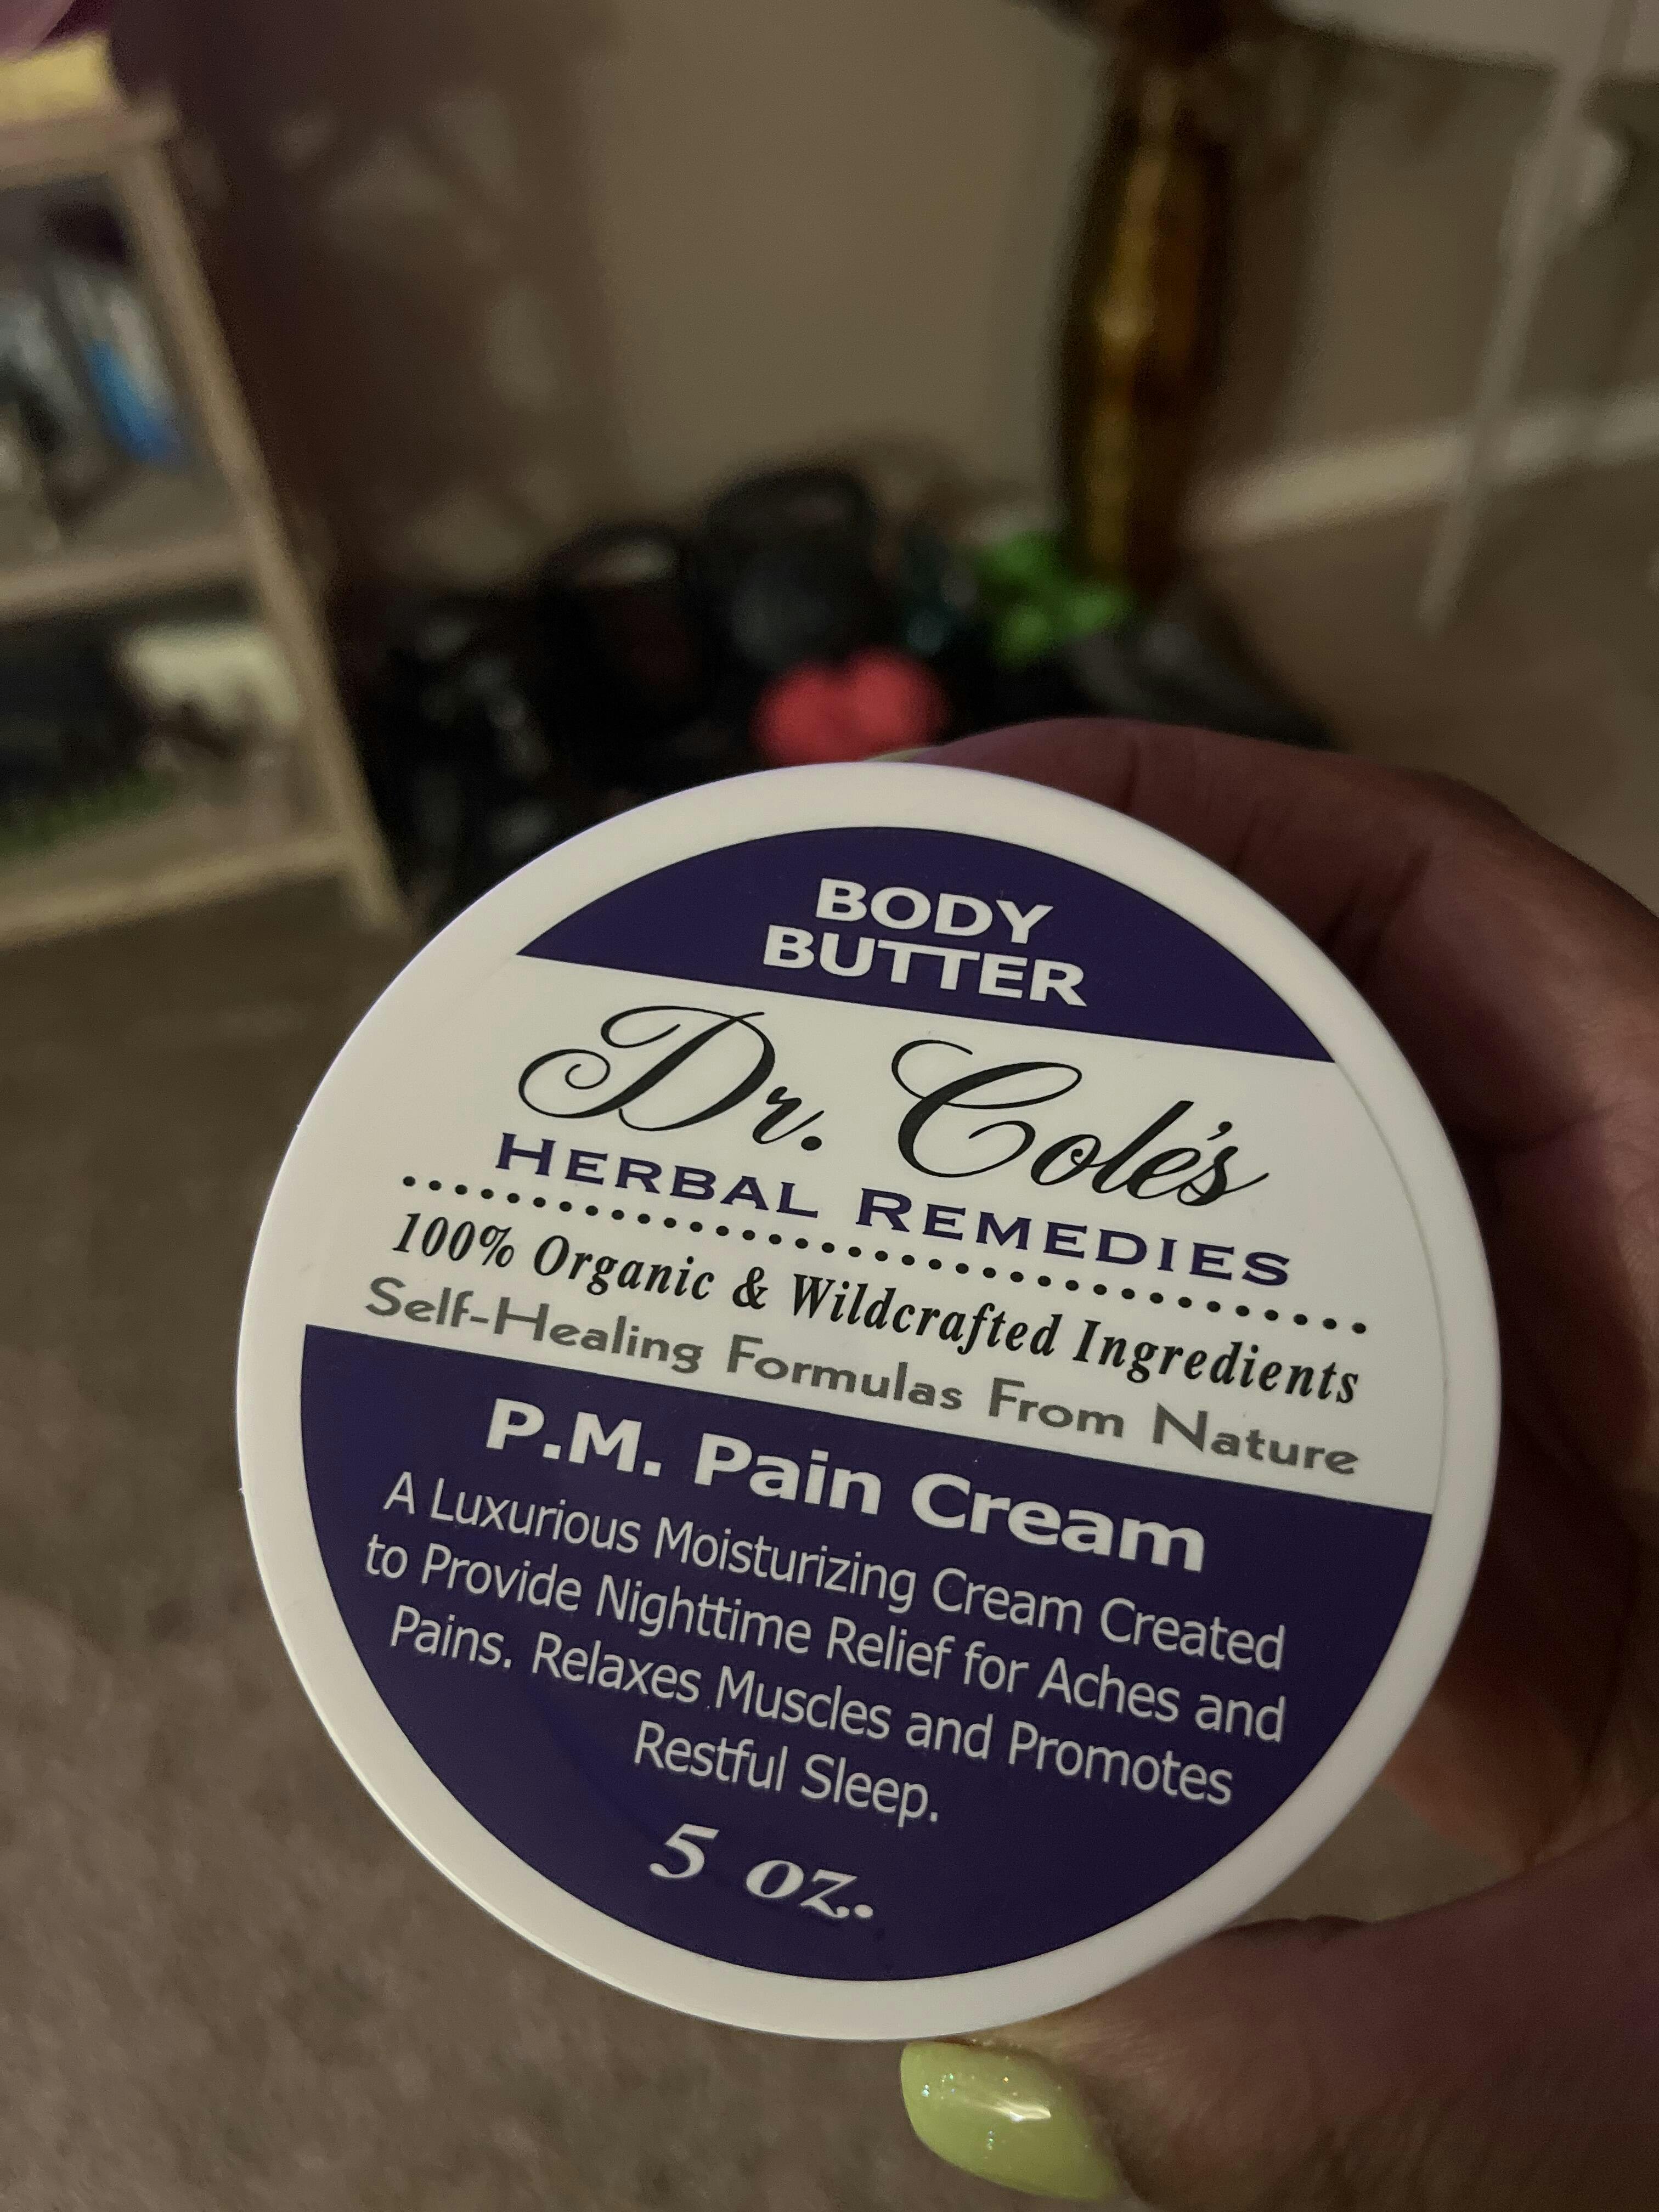 BODY
BUTTER
Dr. Cole's
HERBAL REMEDIES
100% Organic & Wildcrafted Ingredients
Self-Healing Formulas From Nature
P.M. Pain Cream
A Luxurious Moisturizing Cream Created
to Provide Nighttime Relief for Aches and
Pains. Relaxes Muscles and Promotes
Restful Sleep.
5 oz.